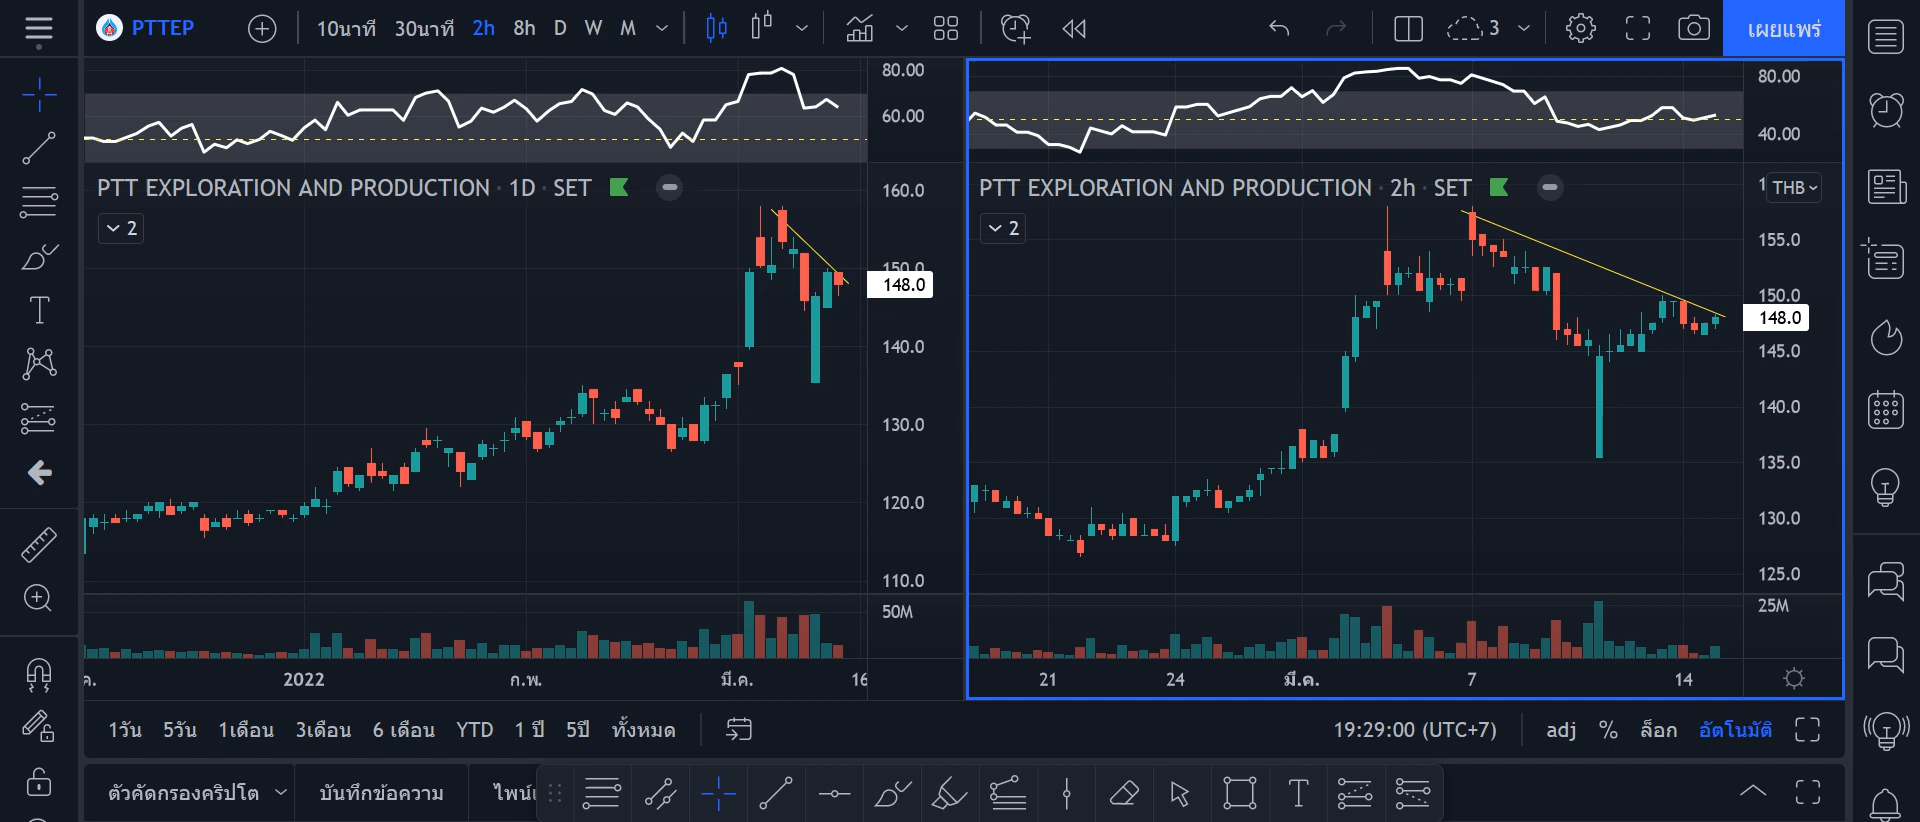 PTTEP 10นาที 30นาที 2h 8h D W M 3 เผยแพร่
80.00
60.00
PTT EXPLORATION AND PRODUCTION · 1D · SET
2
160.0
150.0
148.0
140.0
130.0
120.0
110.0
50M
ค. 2022 ก.พ. มี.ค. 16
80.00
40.00
PTT EXPLORATION AND PRODUCTION · 2h · SET
2
THB
155.0
150.0
148.0
145.0
140.0
135.0
130.0
125.0
25M
21 24 มี.ค. 7 14
1วัน 5วัน 1เดือน 3เดือน 6 เดือน YTD 1 ปี 5ปี ทั้งหมด 19:29:00 (UTC+7) adj % ล็อก อัตโนมัติ
ตัวคัดกรองคริปโต บันทึกข้อความ